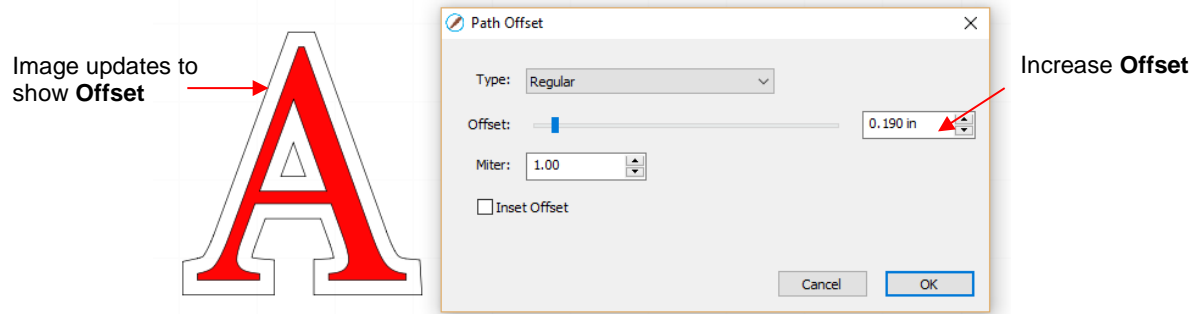 Image updates to
show Offset
A
Path Offset
Type: Regular
Offset: 0.190 in
Miter: 1.00
Inset Offset
Cancel OK
Increase Offset